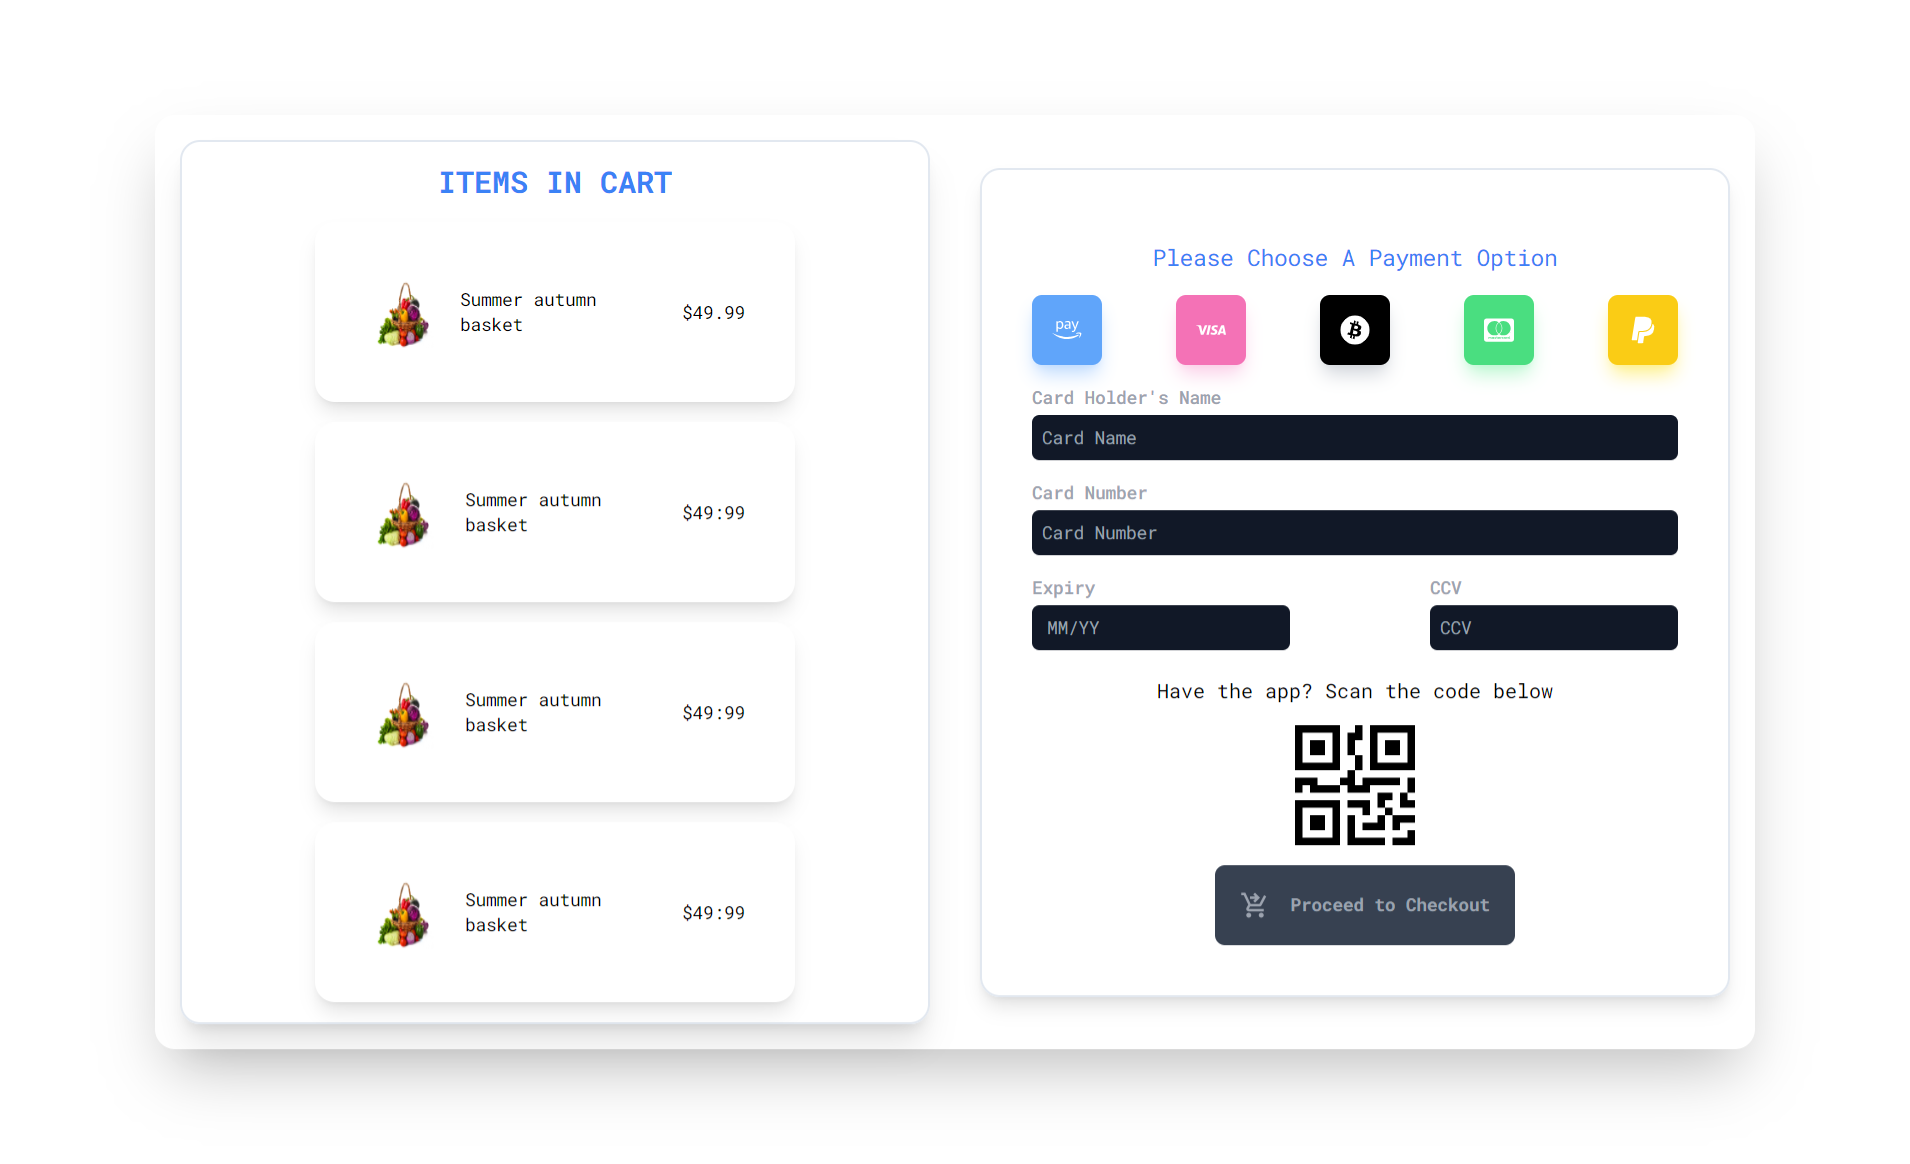 ITEMS IN CART
Summer autumn
basket
$49.99
Summer autumn
basket
$49:99
Summer autumn
basket
$49:99
Summer autumn
basket
$49:99
Please Choose A Payment Option
pay
VISA
Card Holder's Name
Card Name
Card Number
Card Number
Expiry
CCV
MM/YY
CCV
Have the app? Scan the code below
Proceed to Checkout